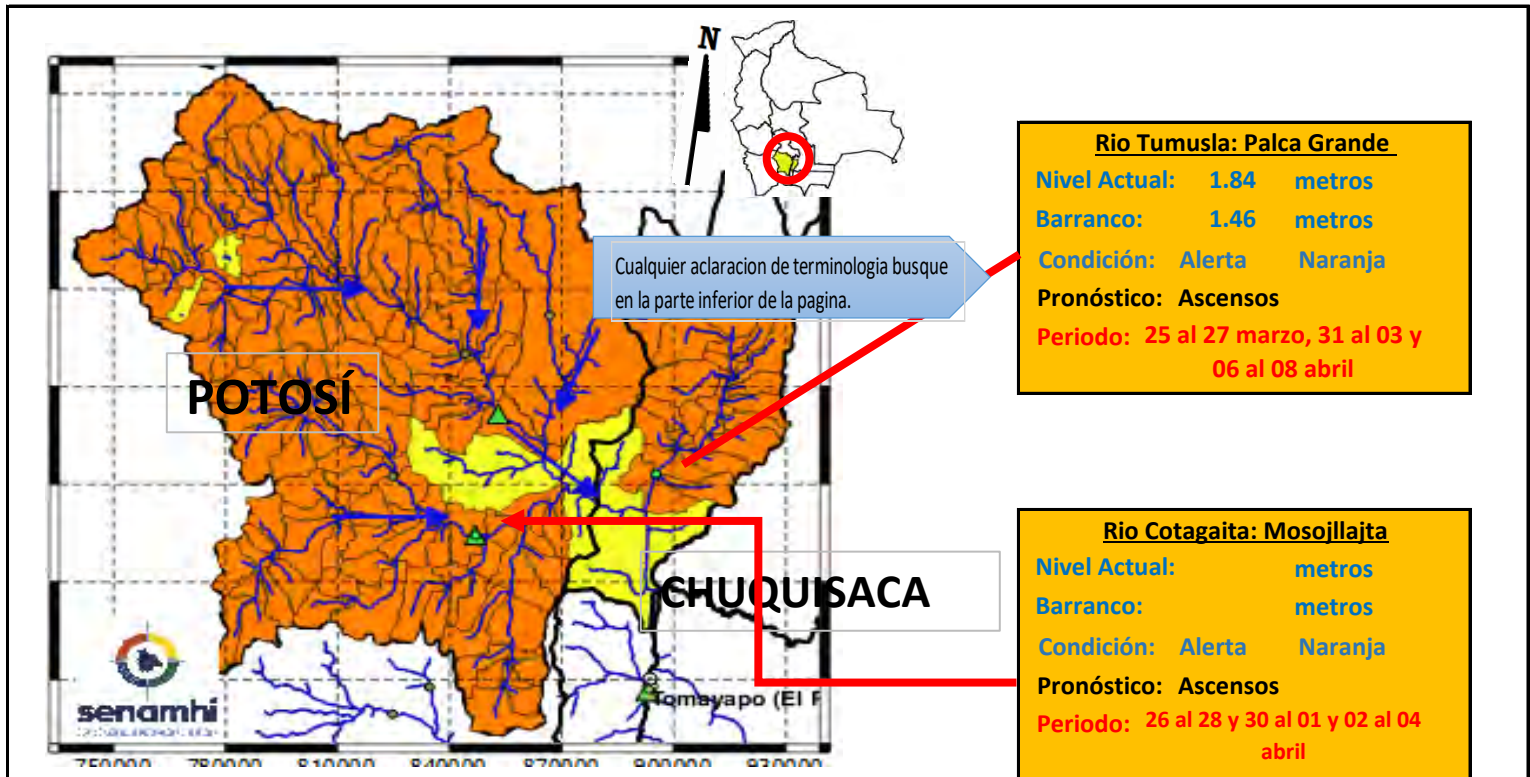 N
Cualquier aclaracion de terminologia busque
en la parte inferior de la pagina.
POTOSÍ
CHUQUISACA
Tomayapo (El
senamhi
Rio Tumusla: Palca Grande
Nivel Actual: 1.84 metros
Barranco: 1.46 metros
Condición: Alerta Naranja
Pronóstico: Ascensos
Periodo: 25 al 27 marzo, 31 al 03 y
06 al 08 abril
Rio Cotagaita: Mosojllajta
Nivel Actual: metros
Barranco: metros
Condición: Alerta Naranja
Pronóstico: Ascensos
Periodo: 26 al 28 y 30 al 01 y 02 al 04
abril